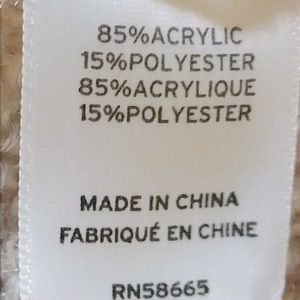 85%ACRYLIC
15%POLYESTER
85%ACRYLIQUE
15%POLYESTER
MADE IN CHINA
FABRIQUÉ EN CHINE
RN58665